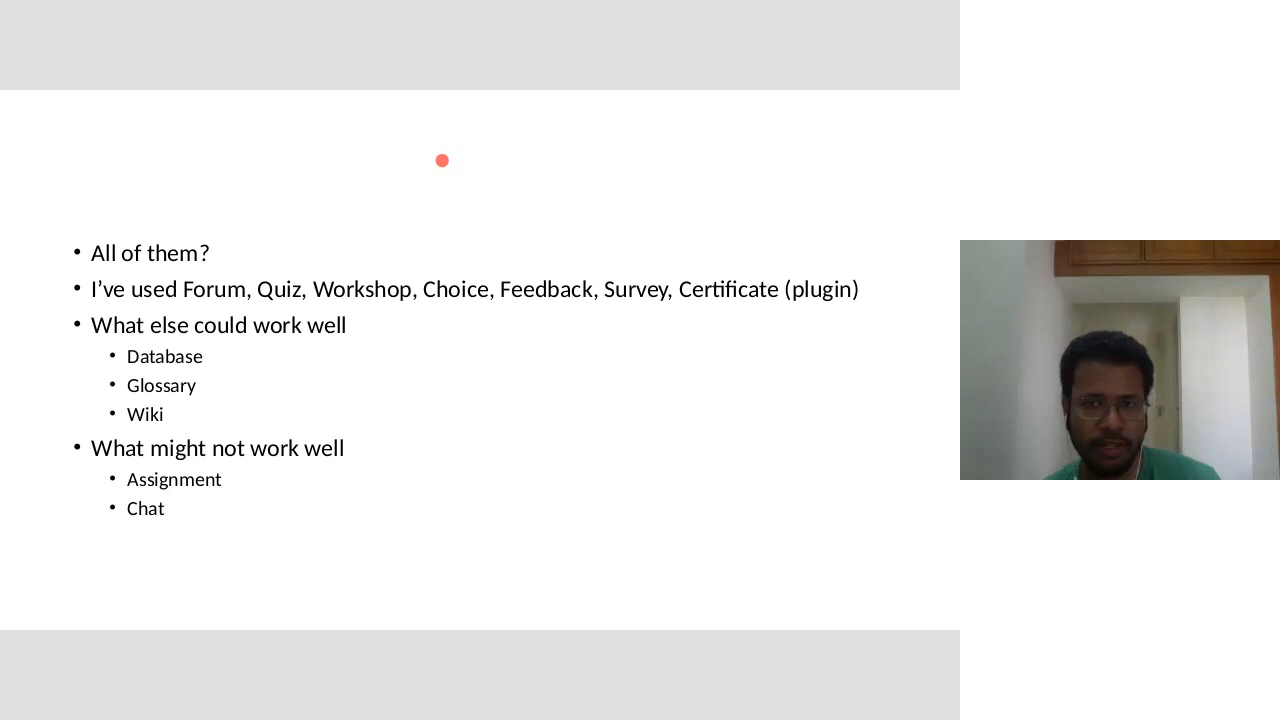 • All of them?
• I’ve used Forum, Quiz, Workshop, Choice, Feedback, Survey, Certificate (plugin)
• What else could work well
• Database
• Glossary
• Wiki
• What might not work well
• Assignment
• Chat